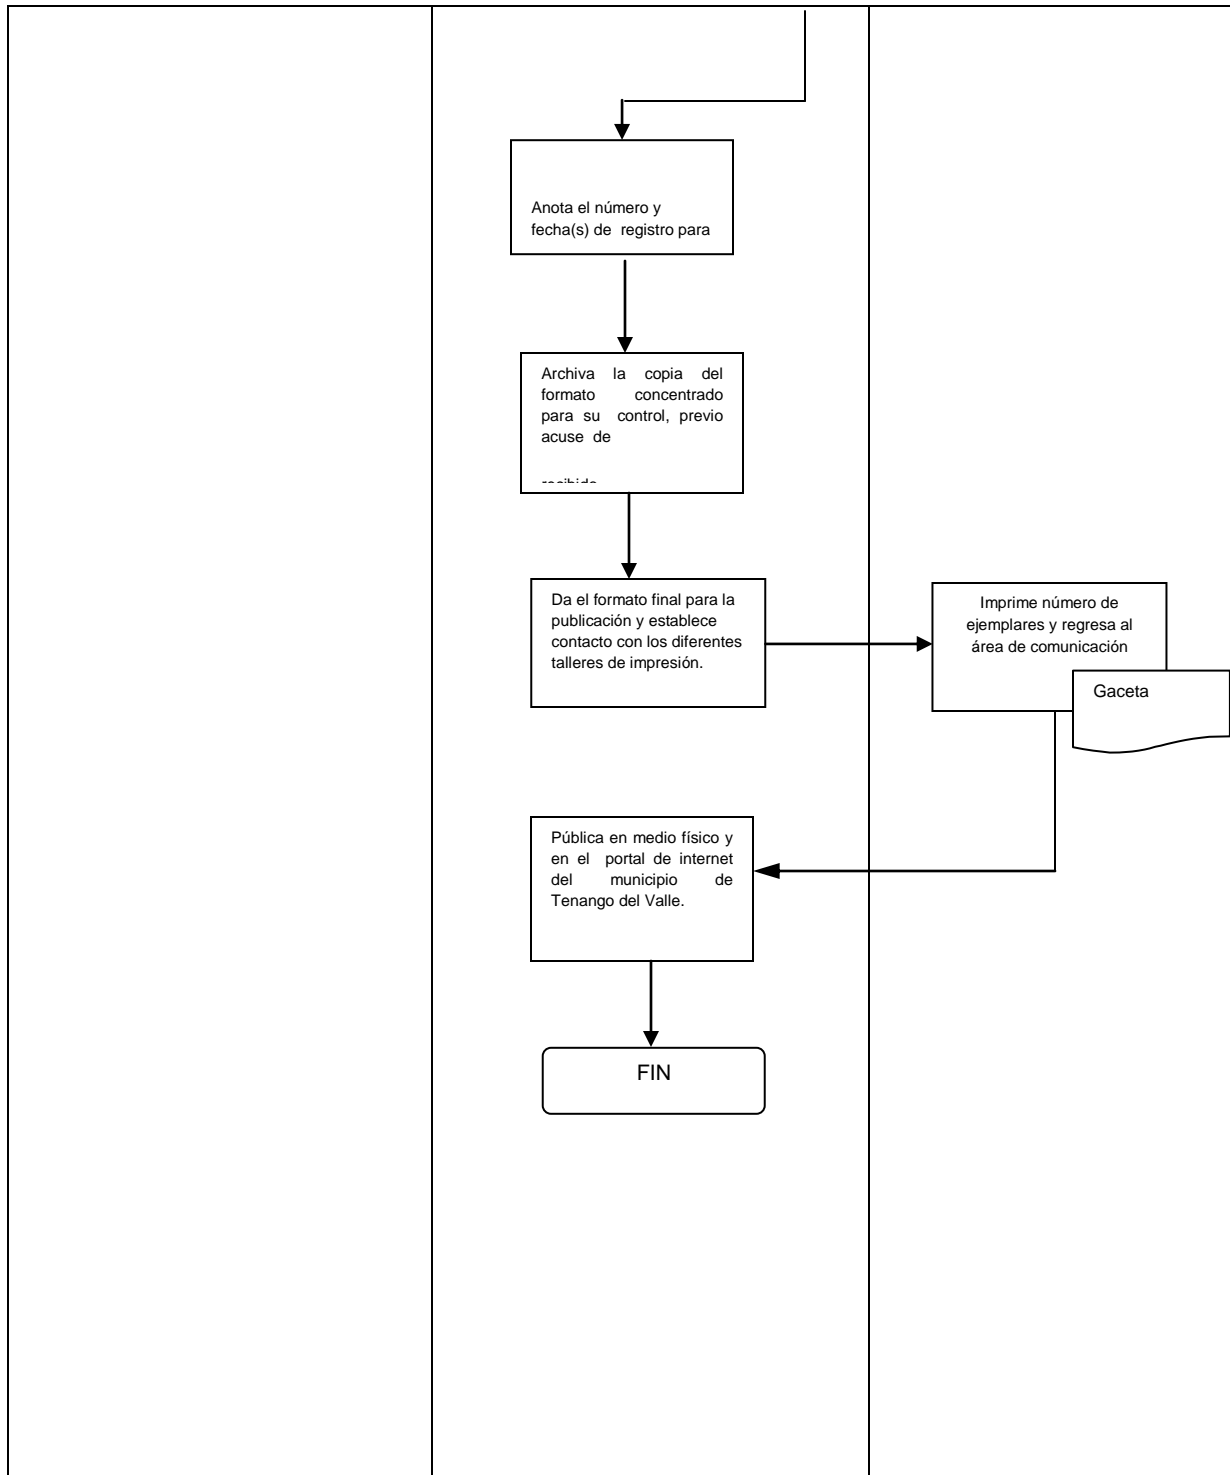 Anota el número y
fecha(s) de registro para
Archiva la copia del
formato concentrado
para su control, previo
acuse de
Da el formato final para la
publicación y establece
contacto con los diferentes
talleres de impresión.
Imprime número de
ejemplares y regresa al
área de comunicación
Gaceta
Pública en medio físico y
en el portal de internet
del municipio de
Tenango del Valle.
FIN